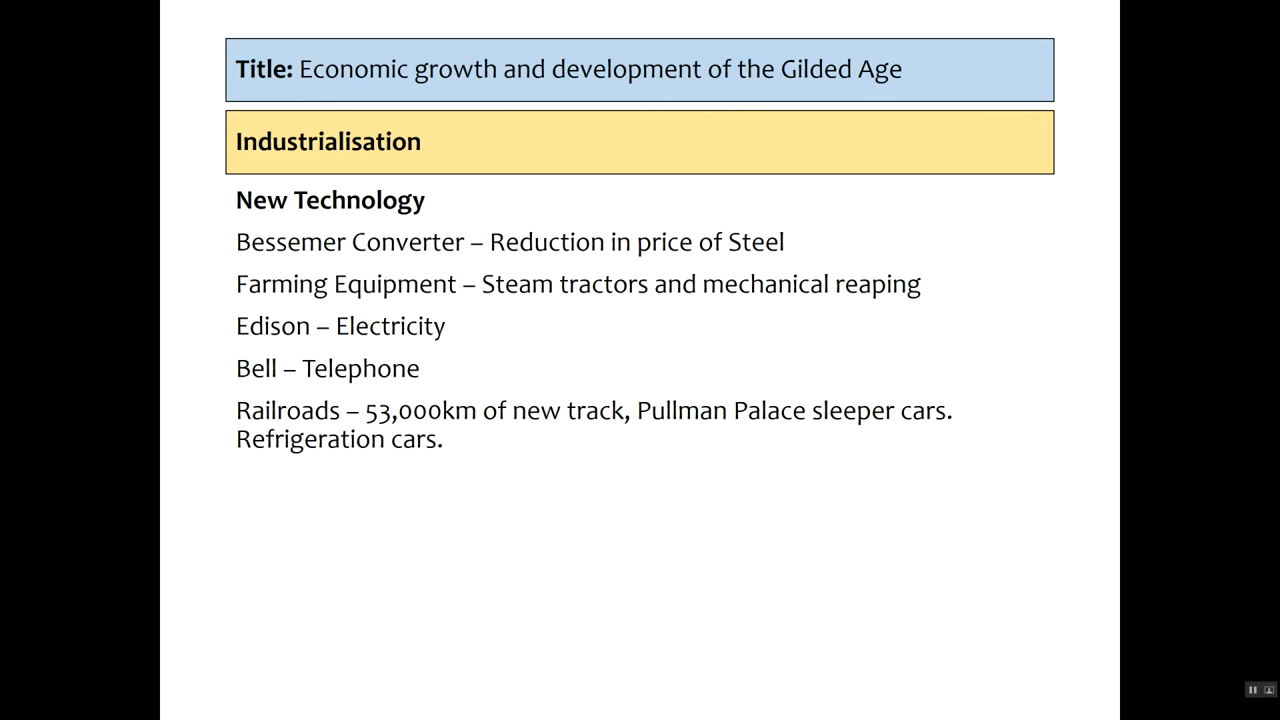 Title: Economic growth and development of the Gilded Age
Industrialisation
New Technology
Bessemer Converter – Reduction in price of Steel
Farming Equipment – Steam tractors and mechanical reaping
Edison – Electricity
Bell – Telephone
Railroads – 53,000km of new track, Pullman Palace sleeper cars.
Refrigeration cars.